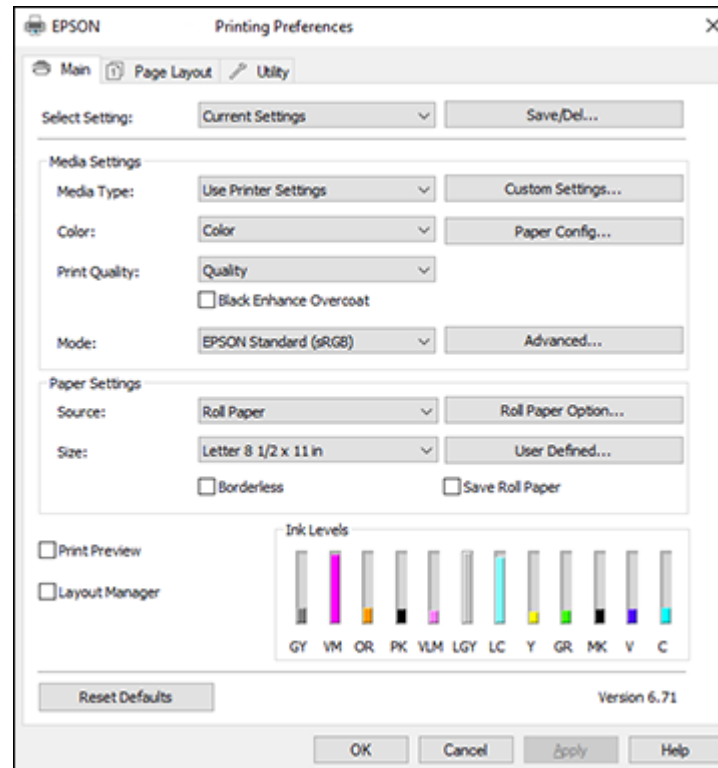 EPSON Printing Preferences
Main Page Layout Utility
Select Setting: Current Settings Save/Del...
Media Settings
Media Type: Use Printer Settings Custom Settings...
Color: Color Paper Config...
Print Quality: Quality
Black Enhance Overcoat
Mode: EPSON Standard (sRGB) Advanced...
Paper Settings
Source: Roll Paper Roll Paper Option...
Size: Letter 8 1/2 x 11 in User Defined...
Borderless Save Roll Paper
Print Preview
Layout Manager
Ink Levels
GY VM OR PK VLM LGY LC Y GR MK V C
Reset Defaults Version 6.71
OK Cancel Apply Help